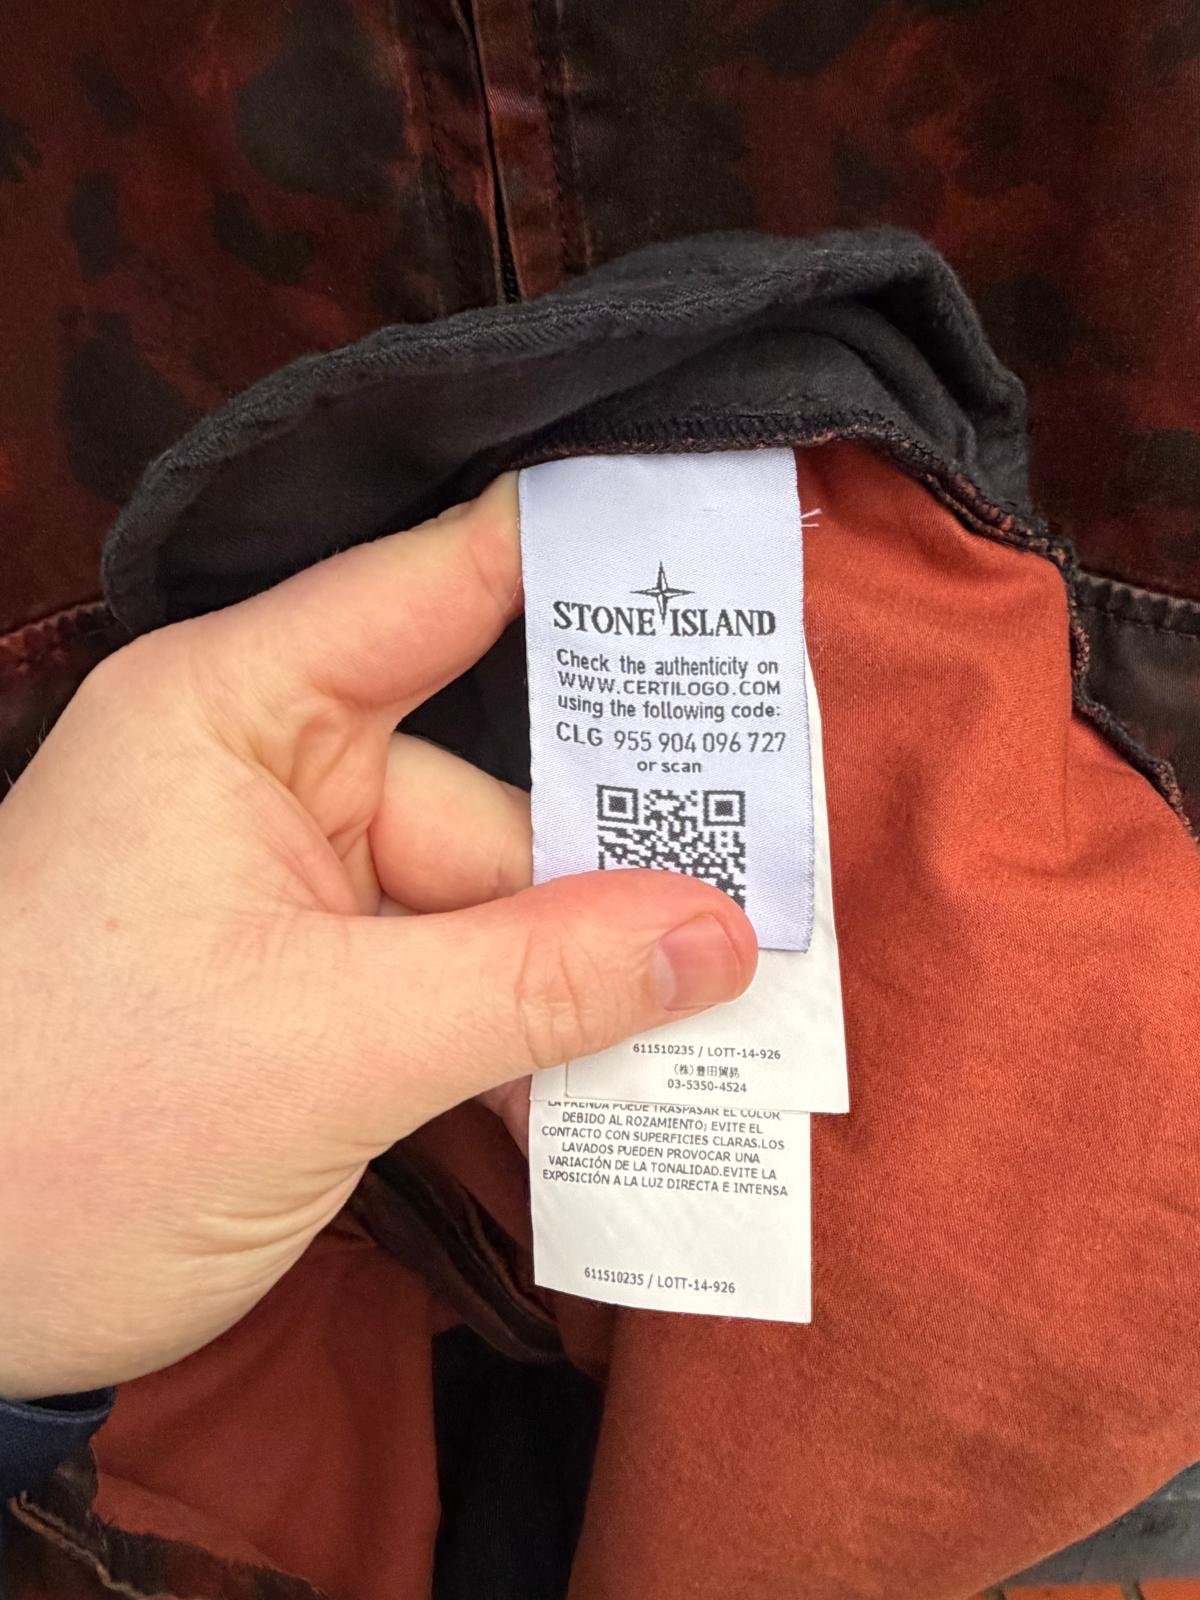 STONE ISLAND
Check the authenticity on
WWW.CERTILOGO.COM
using the following code:
CLG 955 904 096 727
or scan
611510235 / LOTT-14-926
(株)豊田貿易
03-5350-4524
LA PRENDA PUEDE TRASPASAR EL COLOR
DEBIDO AL ROZAMIENTO; EVITE EL
CONTACTO CON SUPERFICIES CLARAS.LOS
LAVADOS PUEDEN PROVOCAR UNA
VARIACIÓN DE LA TONALIDAD.EVITE LA
EXPOSICIÓN A LA LUZ DIRECTA E INTENSA
611510235 / LOTT-14-926